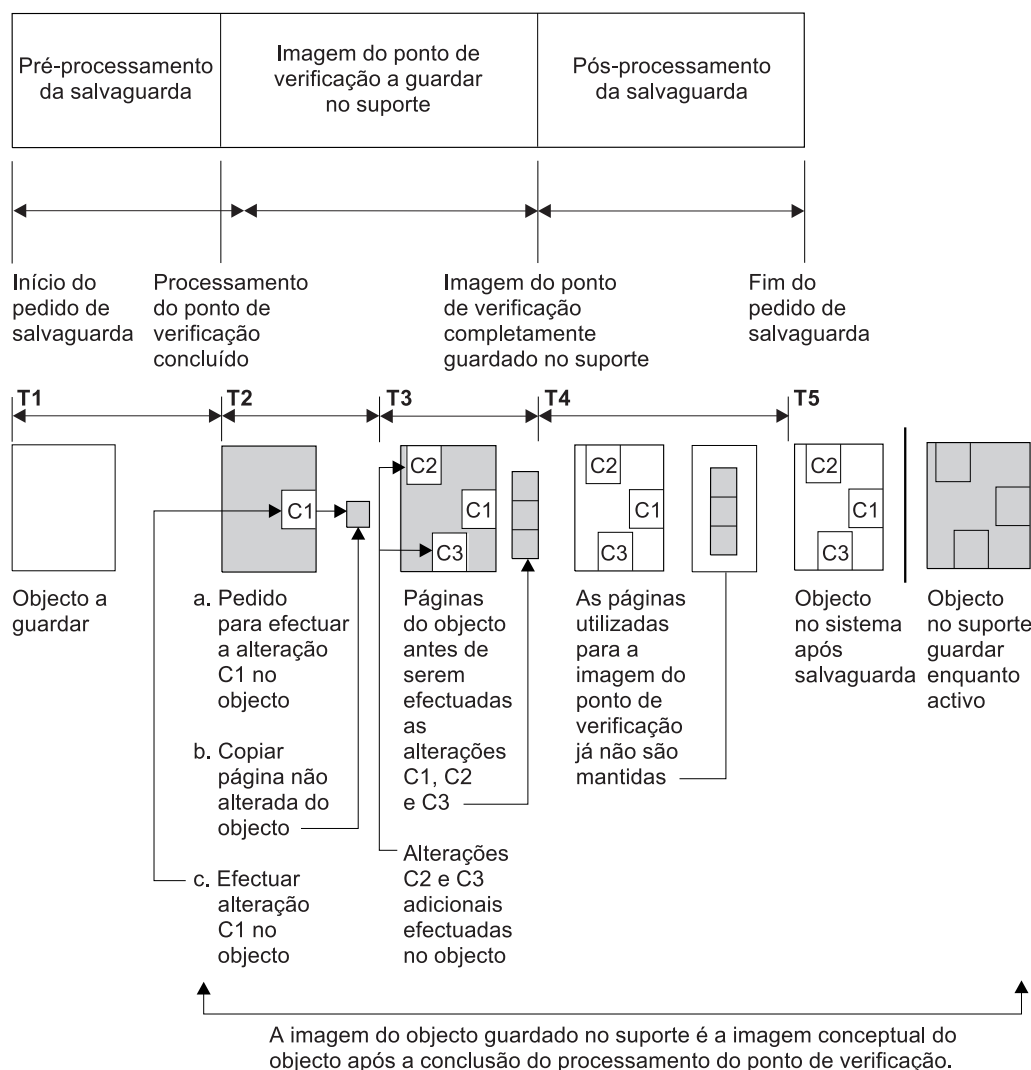 Pré-processamento
da salvaguarda
Imagem do ponto de
verificação a guardar
no suporte
Pós-processamento
da salvaguarda
Início do
pedido de
salvaguarda
Processamento
do ponto de
verificação
concluído
Imagem do ponto
de verificação
completamente
guardado no suporte
Fim do
pedido de
salvaguarda
T1
T2
T3
T4
T5
C1
C2
C1
C3
C2
C1
C3
C2
C1
C3
Objecto a
guardar
a. Pedido
para efectuar
a alteração
C1 no
objecto
b. Copiar
página não
alterada do
objecto
c. Efectuar
alteração
C1 no
objecto
Páginas
do objecto
antes de
serem
efectuadas
as
alterações
C1, C2
e C3
Alterações
C2 e C3
adicionais
efectuadas
no objecto
As páginas
utilizadas
para a
imagem do
ponto de
verificação
já não são
mantidas
Objecto
no sistema
após
salvaguarda
Objecto
no suporte
guardar
enquanto
activo
A imagem do objecto guardado no suporte é a imagem conceptual do
objecto após a conclusão do processamento do ponto de verificação.